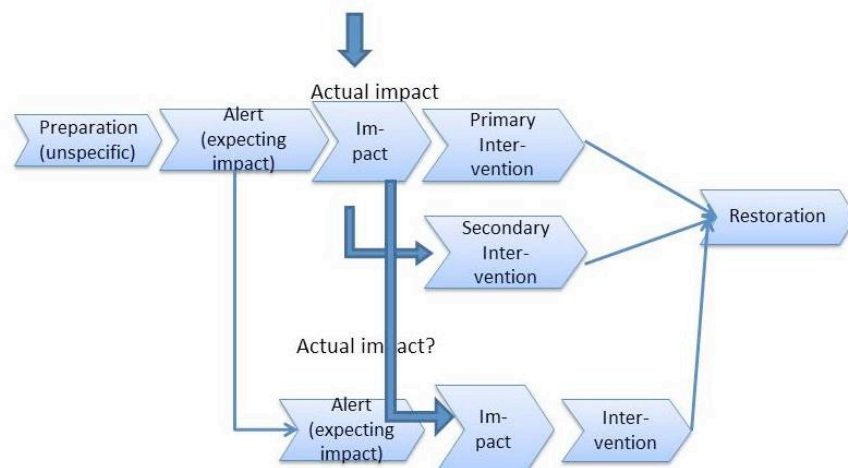 Actual impact
Preparation
(unspecific)
Alert
(expecting
impact)
Im-
pact
Primary
Inter-
vention
Secondary
Inter-
vention
Restoration
Actual impact?
Alert
(expecting
impact)
Im-
pact
Inter-
vention